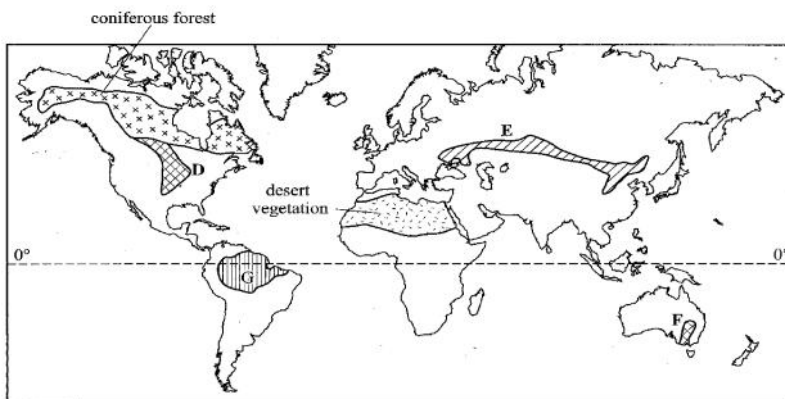 coniferous forest
E
D
desert
vegetation
0° 0°
G
F